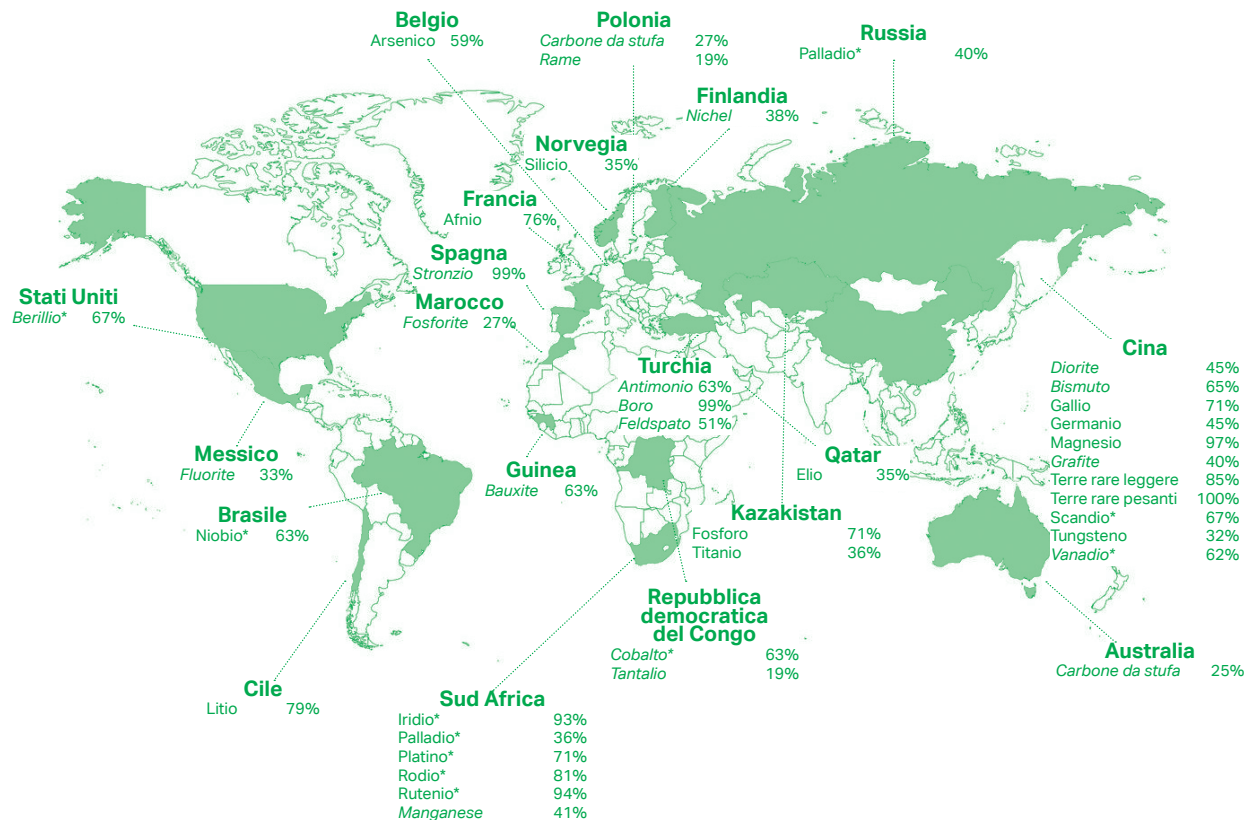 Belgio
Arsenico 59%
Polonia
Carbone da stufa 27%
Rame 19%
Russia
Palladio* 40%
Finlandia
Nichel 38%
Norvegia
Silicio 35%
Francia
Afnio 76%
Spagna
Stronzio 99%
Marocco
Fosforite 27%
Stati Uniti
Berillio* 67%
Turchia
Antimonio 63%
Boro 99%
Feldspato 51%
Cina
Diorite 45%
Bismuto 65%
Gallio 71%
Germanio 45%
Magnesio 97%
Grafite 40%
Terre rare leggere 85%
Terre rare pesanti 100%
Scandio* 67%
Tungsteno 32%
Vanadio* 62%
Messico
Fluorite 33%
Guinea
Bauxite 63%
Qatar
Elio 35%
Brasile
Niobio* 63%
Kazakistan
Fosforo 71%
Titanio 36%
Repubblica
democratica
del Congo
Cobalto* 63%
Tantalio 19%
Australia
Carbone da stufa 25%
Cile
Litio 79%
Sud Africa
Iridio* 93%
Palladio* 36%
Platino* 71%
Rodio* 81%
Rutenio* 94%
Manganese 41%